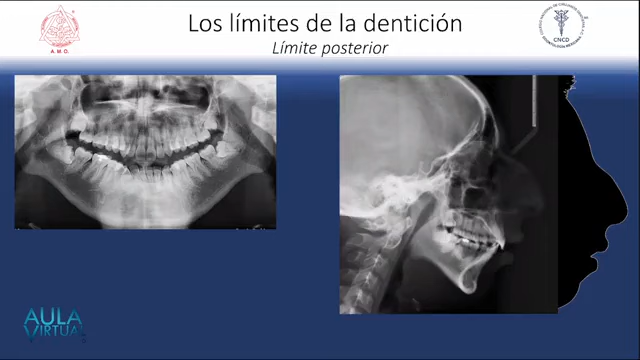 Los límites de la dentición
Límite posterior
A. M. O.
CNCD
AULA
VIRTUAL